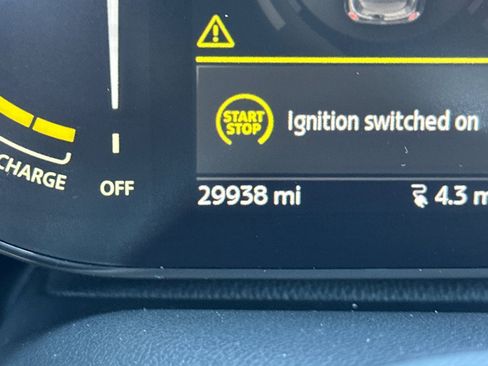 START
STOP
Ignition switched on
CHARGE
OFF
29938 mi
4.3 m